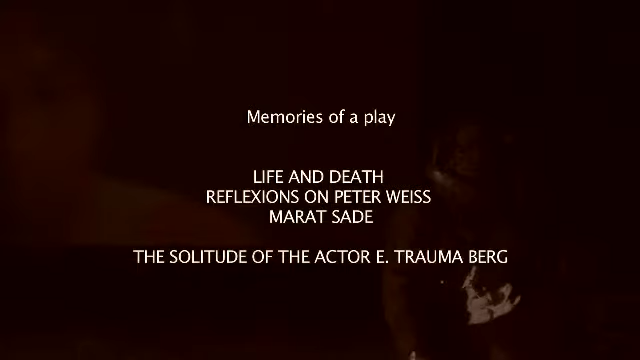 Memories of a play
LIFE AND DEATH
REFLEXIONS ON PETER WEISS
MARAT SADE
THE SOLITUDE OF THE ACTOR E. TRAUMA BERG